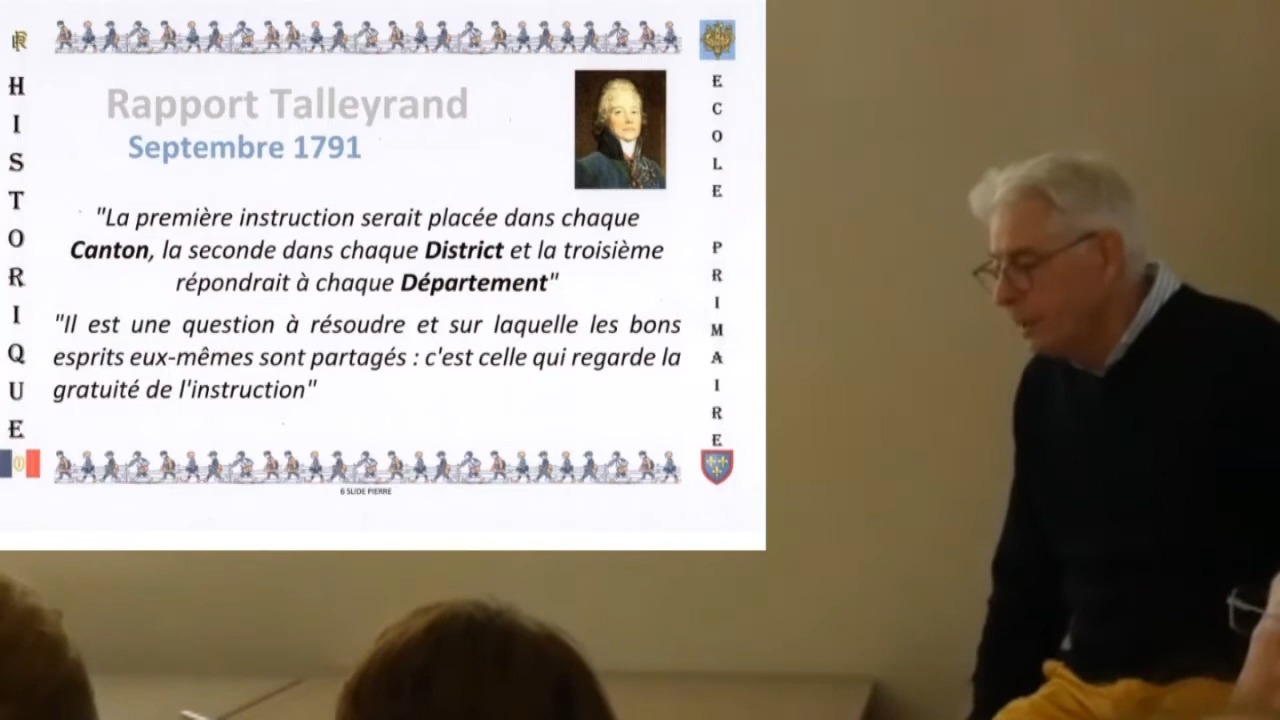 HISTORIQUE
Rapport Talleyrand
Septembre 1791
"La première instruction serait placée dans chaque
Canton, la seconde dans chaque District et la troisième
répondrait à chaque Département"
"Il est une question à résoudre et sur laquelle les bons
esprits eux-mêmes sont partagés : c'est celle qui regarde la
gratuité de l'instruction"
6 SLIDE PIERRE
ECOLE PRIMAIRE